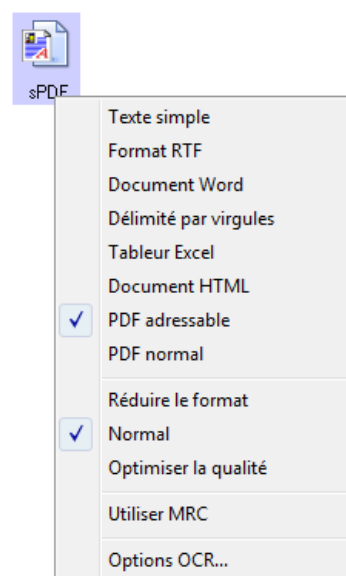 sPDF
Texte simple
Format RTF
Document Word
Délimité par virgules
Tableur Excel
Document HTML
PDF adressable
PDF normal
Réduire le format
Normal
Optimiser la qualité
Utiliser MRC
Options OCR...